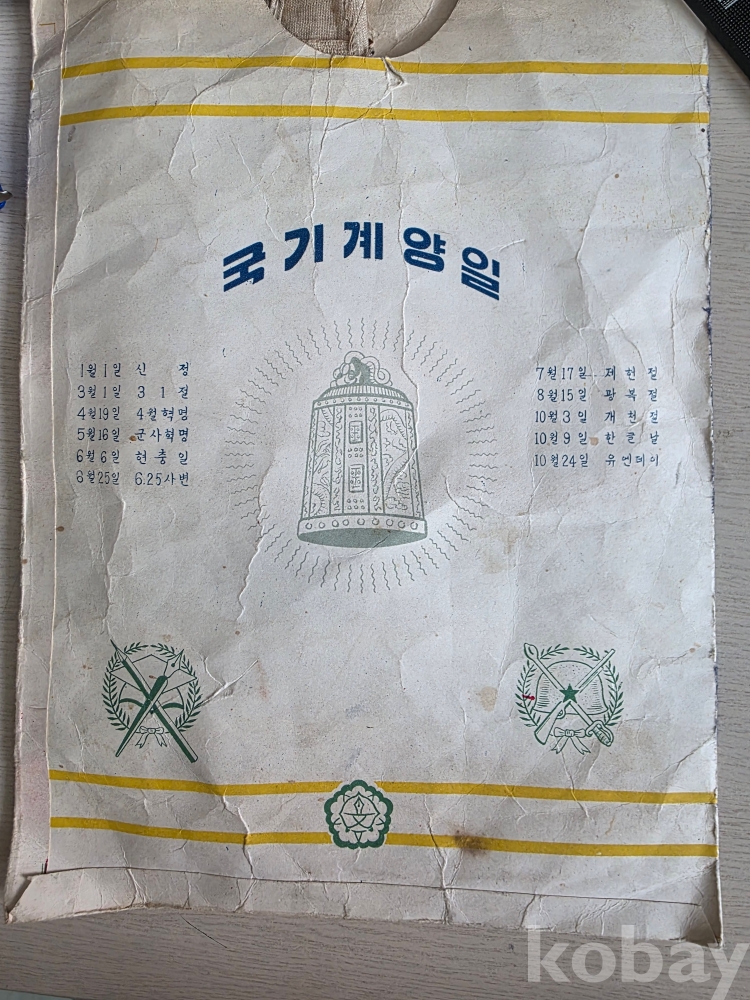 국기계양일
1월 1일 신 정
3월 1일 3 1 절
4월19일 4월혁명
5월16일 군사혁명
6월 6일 현충일
6월25일 6.25사변
7월17일 제헌절
8월15일 광복절
10월 3일 개천절
10월 9일 한글날
10월24일 유엔데이
kobay